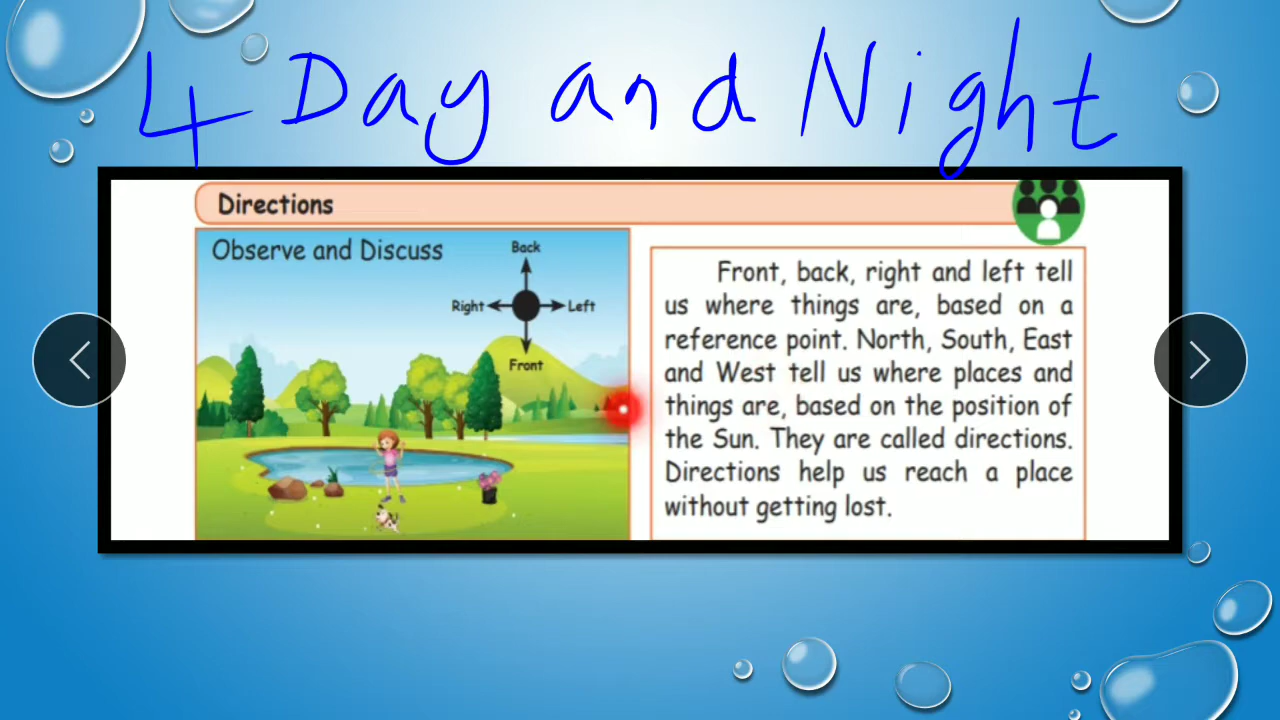 4 Day and Night
Directions
Observe and Discuss
Back
Right
Left
Front
Front, back, right and left tell
us where things are, based on a
reference point. North, South, East
and West tell us where places and
things are, based on the position of
the Sun. They are called directions.
Directions help us reach a place
without getting lost.